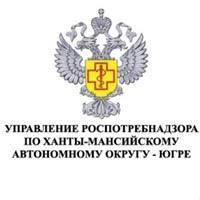 УПРАВЛЕНИЕ РОСПОТРЕБНАДЗОРА
ПО ХАНТЫ-МАНСИЙСКОМУ
АВТОНОМНОМУ ОКРУГУ - ЮГРЕ